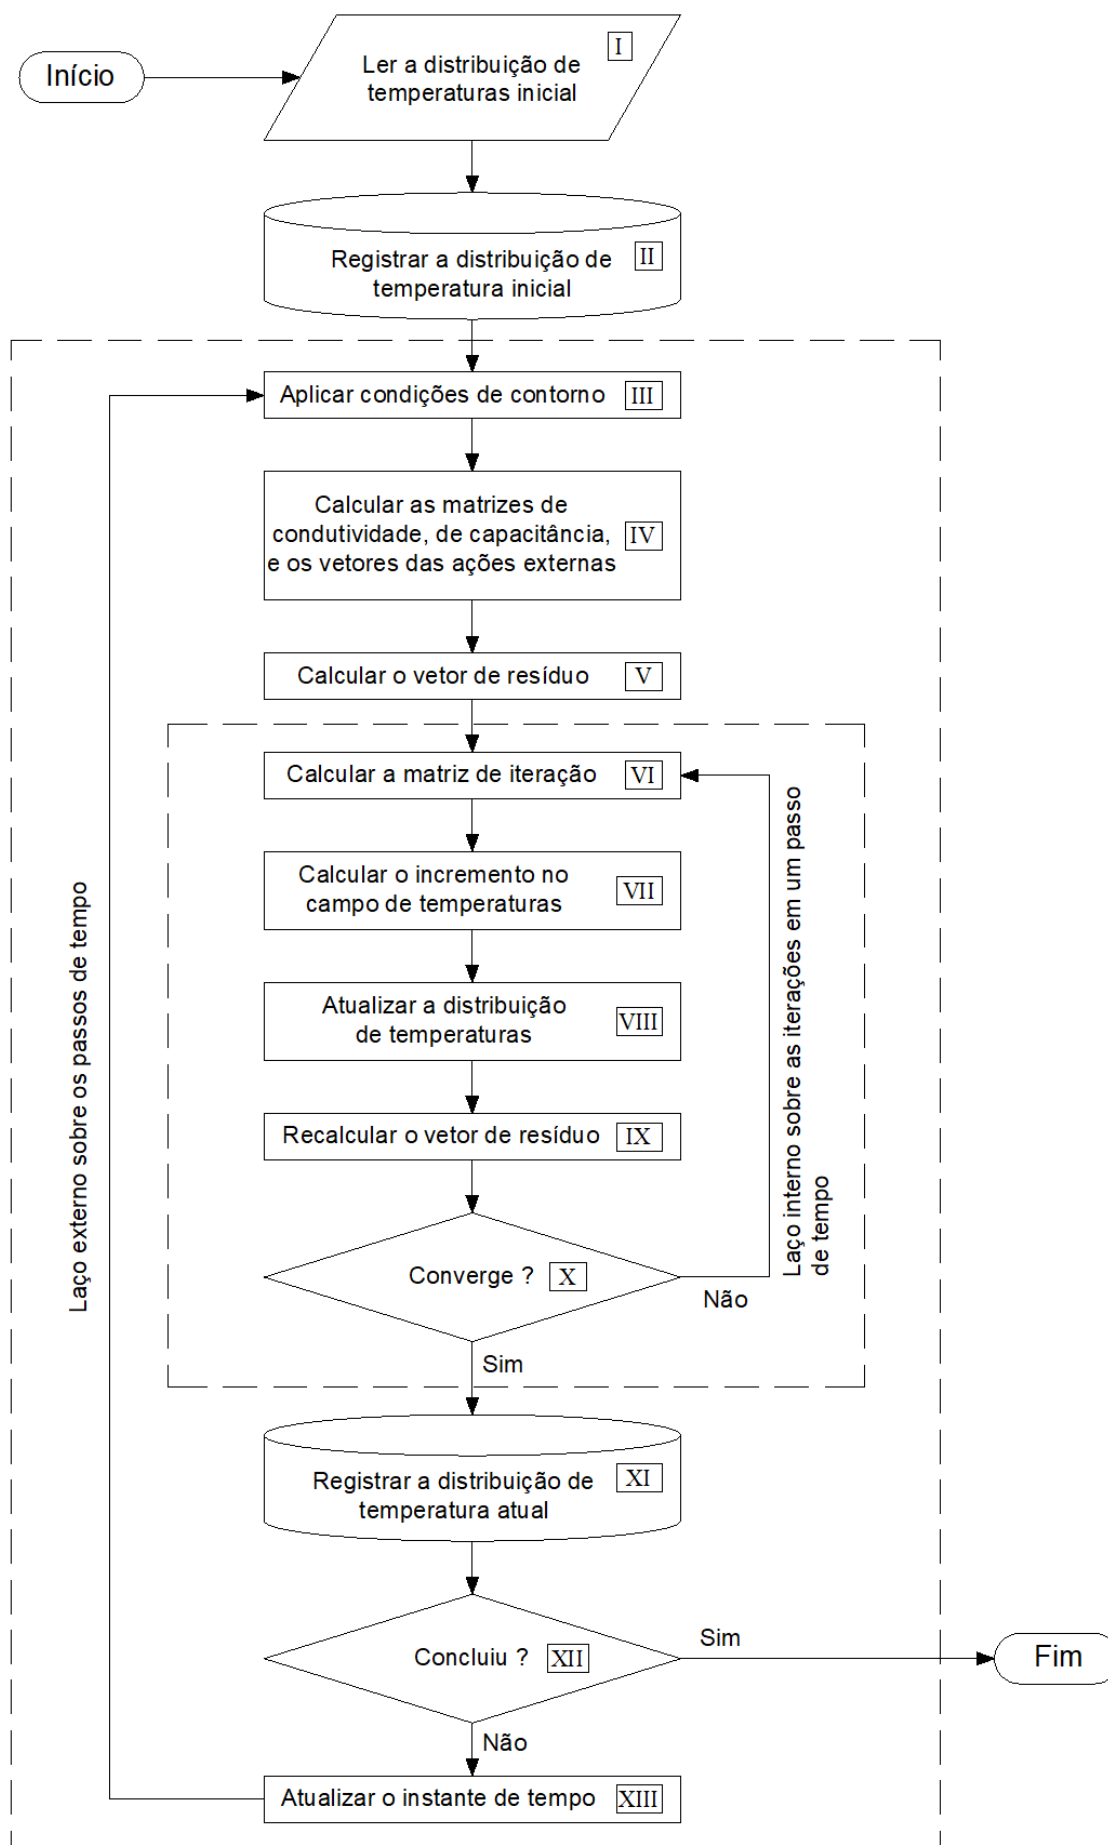 Início
Ler a distribuição de
temperaturas inicial
I
Registrar a distribuição de
temperatura inicial
II
Aplicar condições de contorno
III
Calcular as matrizes de
condutividade, de capacitância,
e os vetores das ações externas
IV
Calcular o vetor de resíduo
V
Calcular a matriz de iteração
VI
Calcular o incremento no
campo de temperaturas
VII
Atualizar a distribuição
de temperaturas
VIII
Recalcular o vetor de resíduo
IX
Converge ?
X
Não
Sim
Laço interno sobre as iterações em um passo
de tempo
Laço externo sobre os passos de tempo
Registrar a distribuição de
temperatura atual
XI
Concluiu ?
XII
Sim
Fim
Não
Atualizar o instante de tempo
XIII